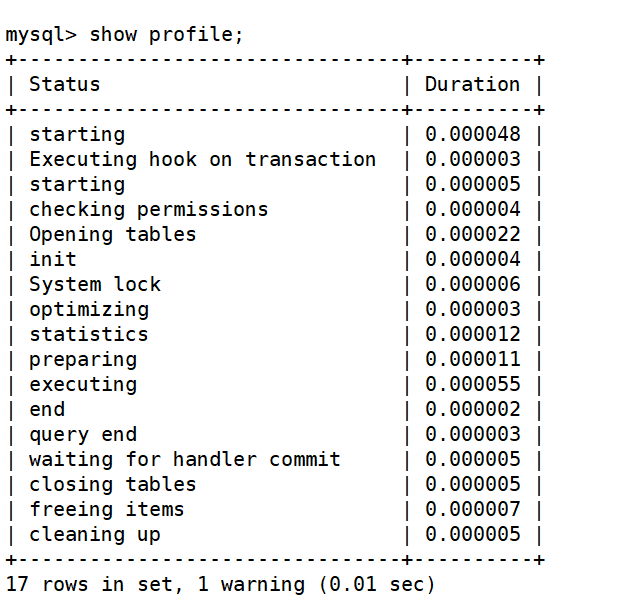 mysql> show profile;
+--------------------------------+----------+
| Status                         | Duration |
+--------------------------------+----------+
| starting                       | 0.000048 |
| Executing hook on transaction  | 0.000003 |
| starting                       | 0.000005 |
| checking permissions           | 0.000004 |
| Opening tables                 | 0.000022 |
| init                           | 0.000004 |
| System lock                    | 0.000006 |
| optimizing                     | 0.000003 |
| statistics                     | 0.000012 |
| preparing                      | 0.000011 |
| executing                      | 0.000055 |
| end                            | 0.000002 |
| query end                      | 0.000003 |
| waiting for handler commit     | 0.000005 |
| closing tables                 | 0.000005 |
| freeing items                  | 0.000007 |
| cleaning up                    | 0.000005 |
+--------------------------------+----------+
17 rows in set, 1 warning (0.01 sec)